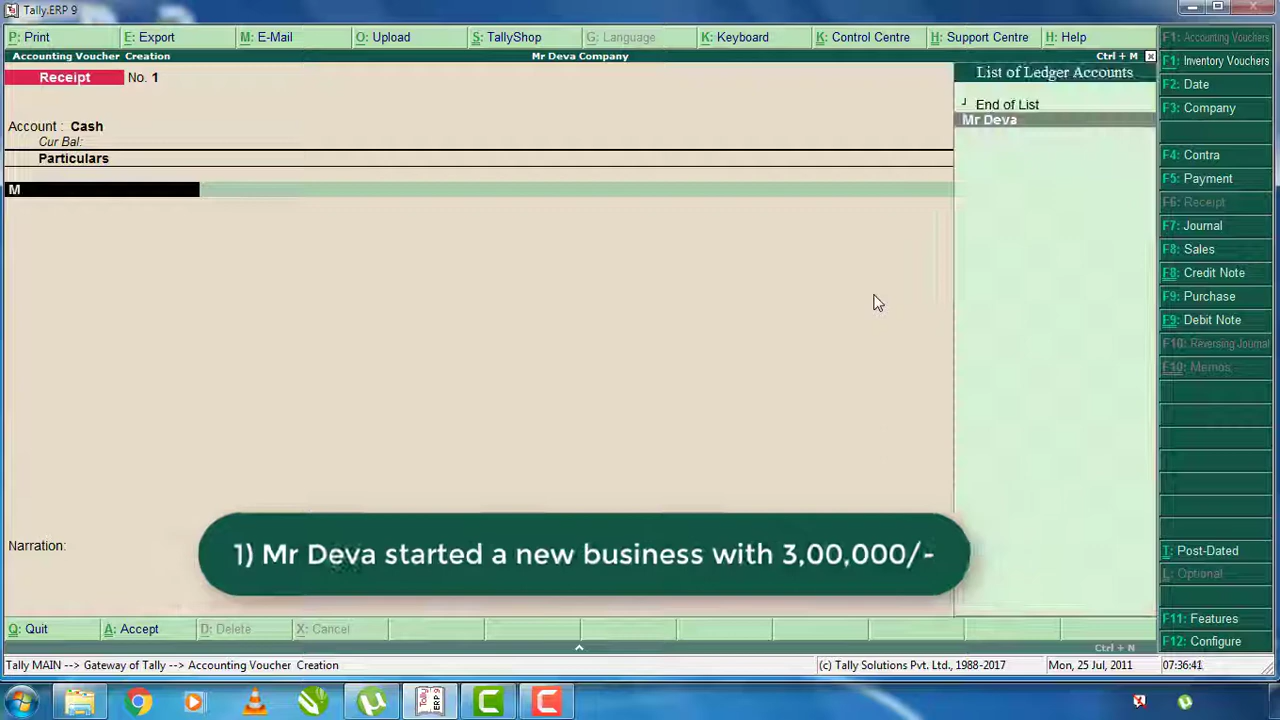 Tally.ERP 9
P: Print
E: Export
M: E-Mail
O: Upload
S: TallyShop
G: Language
K: Keyboard
K: Control Centre
H: Support Centre
H: Help
F1: Accounting Vouchers
Accounting Voucher Creation
Mr Deva Company
Ctrl + M
F1: Inventory Vouchers
Receipt No. 1
List of Ledger Accounts
F2: Date
End of List
F3: Company
Mr Deva
Account : Cash
Cur Bal:
Particulars
F4: Contra
F5: Payment
M
F6: Receipt
F7: Journal
F8: Sales
F8: Credit Note
F9: Purchase
F9: Debit Note
F10: Reversing Journal
F10: Memos
Narration:
1) Mr Deva started a new business with 3,00,000/-
T: Post-Dated
L: Optional
F11: Features
Q: Quit
A: Accept
D: Delete
X: Cancel
F12: Configure
Ctrl + N
Tally MAIN --> Gateway of Tally --> Accounting Voucher Creation
(c) Tally Solutions Pvt. Ltd., 1988-2017
Mon, 25 Jul, 2011
07:36:41
Tally
ERP 9